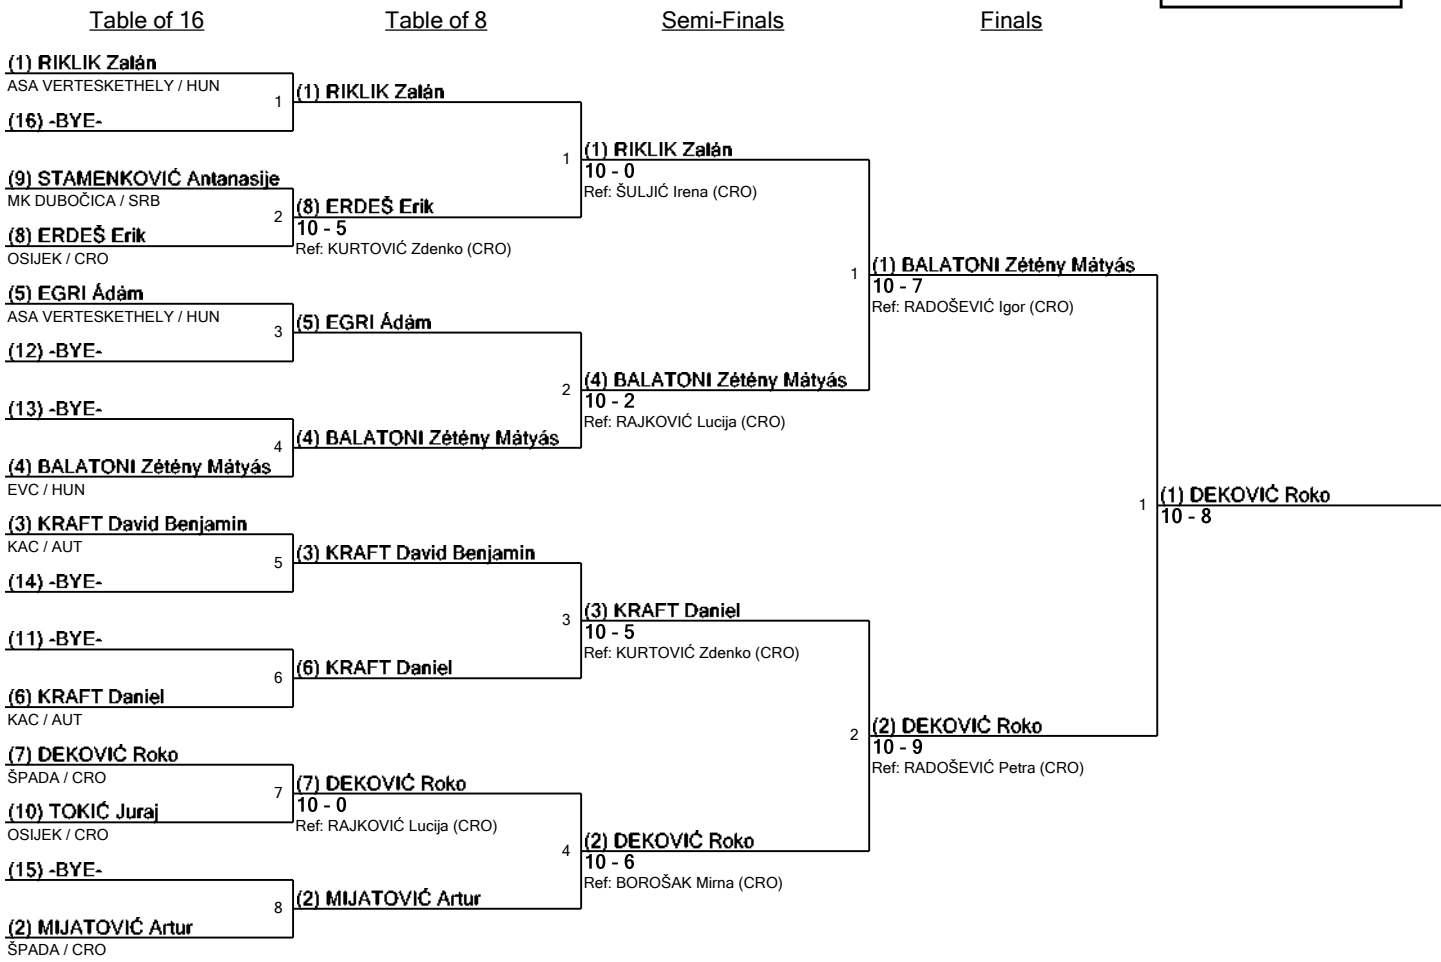 Table of 16
Table of 8
Semi-Finals
Finals
(1) RIKLIK Zalán
ASA VERTESKETHELY / HUN
1
(16) -BYE-
(9) STAMENKOVIĆ Antanasije
MK DUBOČICA / SRB
2
(8) ERDEŠ Erik
OSIJEK / CRO
(5) EGRI Ádám
ASA VERTESKETHELY / HUN
3
(12) -BYE-
(13) -BYE-
4
(4) BALATONI Zétény Mátyás
EVC / HUN
(3) KRAFT David Benjamin
KAC / AUT
5
(14) -BYE-
(11) -BYE-
6
(6) KRAFT Daniel
KAC / AUT
(7) DEKOVIĆ Roko
ŠPADA / CRO
7
(10) TOKIĆ Juraj
OSIJEK / CRO
(15) -BYE-
8
(2) MIJATOVIĆ Artur
ŠPADA / CRO
(1) RIKLIK Zalán
1
(8) ERDEŠ Erik
10 - 5
Ref: KURTOVIĆ Zdenko (CRO)
(5) EGRI Ádám
2
(4) BALATONI Zétény Mátyás
(3) KRAFT David Benjamin
3
(6) KRAFT Daniel
(7) DEKOVIĆ Roko
10 - 0
Ref: RAJKOVIĆ Lucija (CRO)
4
(2) MIJATOVIĆ Artur
(1) RIKLIK Zalán
10 - 0
Ref: ŠULJIĆ Irena (CRO)
1
(4) BALATONI Zétény Mátyás
10 - 2
Ref: RAJKOVIĆ Lucija (CRO)
(3) KRAFT Daniel
10 - 5
Ref: KURTOVIĆ Zdenko (CRO)
2
(2) DEKOVIĆ Roko
10 - 6
Ref: BOROŠAK Mirna (CRO)
(1) BALATONI Zétény Mátyás
10 - 7
Ref: RADOŠEVIĆ Igor (CRO)
1
(2) DEKOVIĆ Roko
10 - 9
Ref: RADOŠEVIĆ Petra (CRO)
(1) DEKOVIĆ Roko
10 - 8